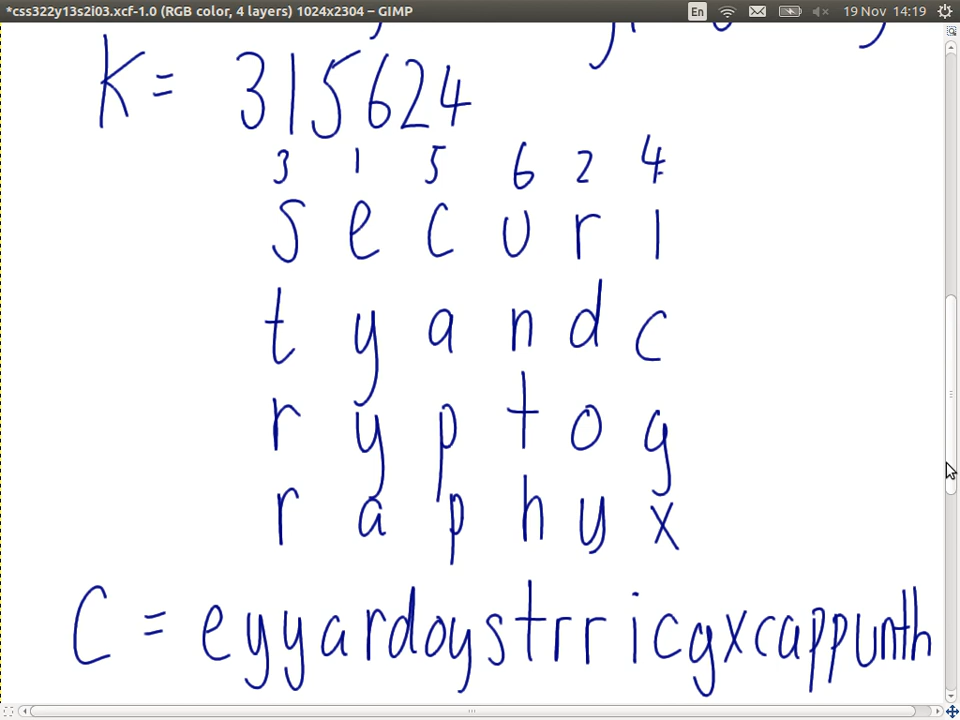 *css322y13s2i03.xcf-1.0 (RGB color, 4 layers) 1024x2304 – GIMP
En
19 Nov 14:19
K = 315624
3 1 5 6 2 4
s e c u r i
t y a n d c
r y p t o g
r a p h y x
C = eyyardoystrricgxcappunth